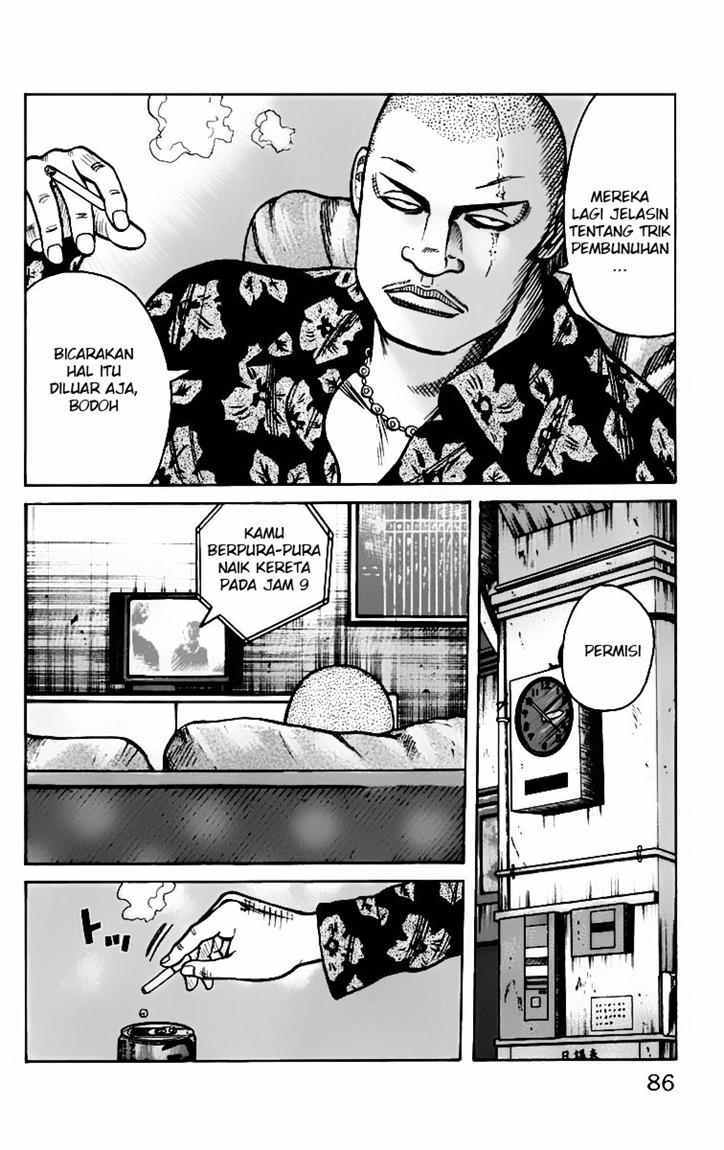 MEREKA
LAGI JELASIN
TENTANG TRIK
PEMBUNUHAN
...
BICARAKAN
HAL ITU
DILUAR AJA,
BODOH
PERMISI
KAMU
BERPURA-PURA
NAIK KERETA
PADA JAM 9
トッ
86